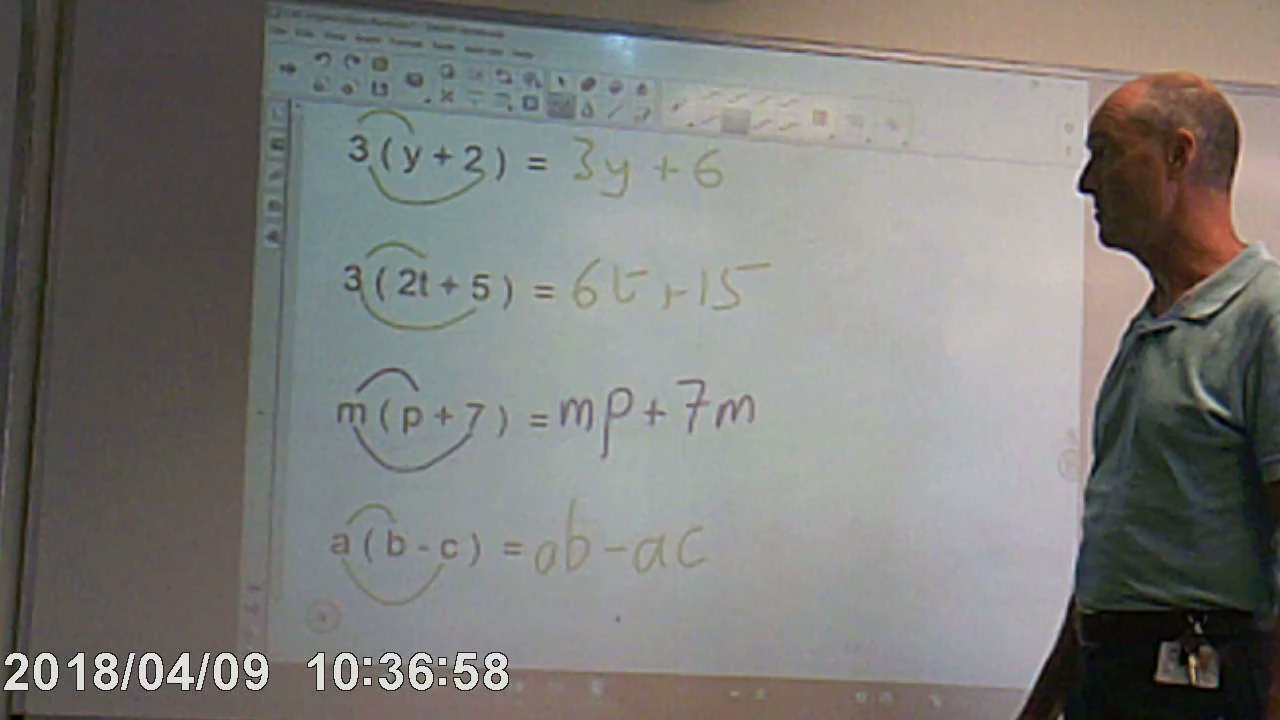 3(y+2) = 3y+6
3(2t+5) = 6t+15
m(p+7) = mp+7m
a(b-c) = ab-ac
2018/04/09 10:36:58